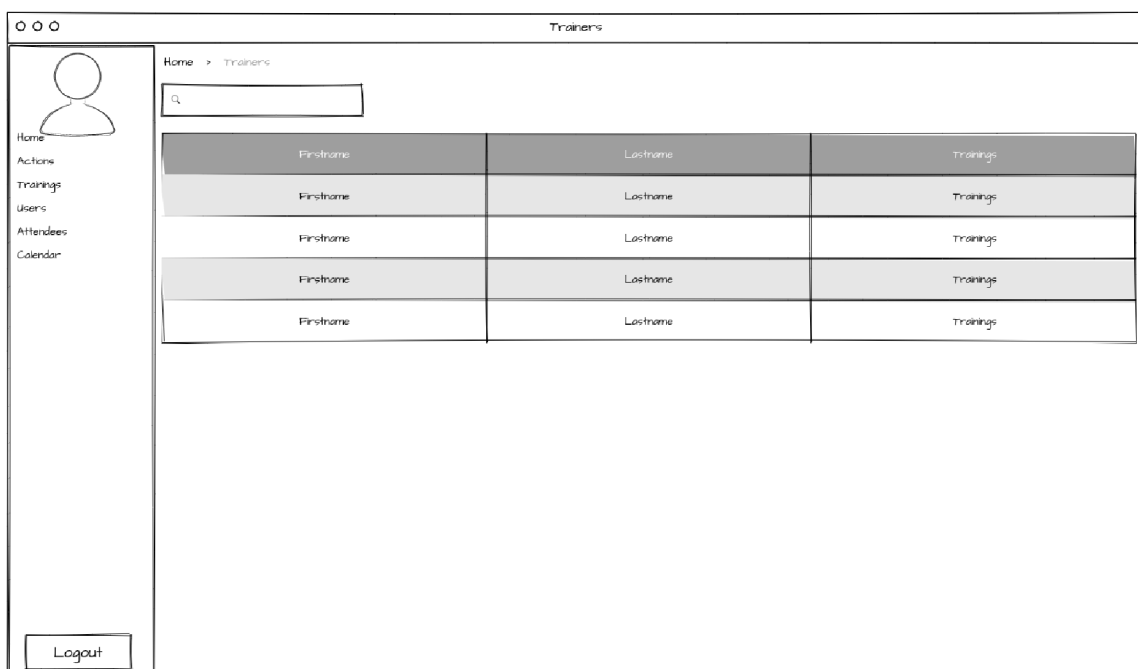 Trainers
Home > Trainers
Home
Actions
Trainings
Users
Attendees
Calendar
Firstname Lastname Trainings
Firstname Lastname Trainings
Firstname Lastname Trainings
Firstname Lastname Trainings
Firstname Lastname Trainings
Logout